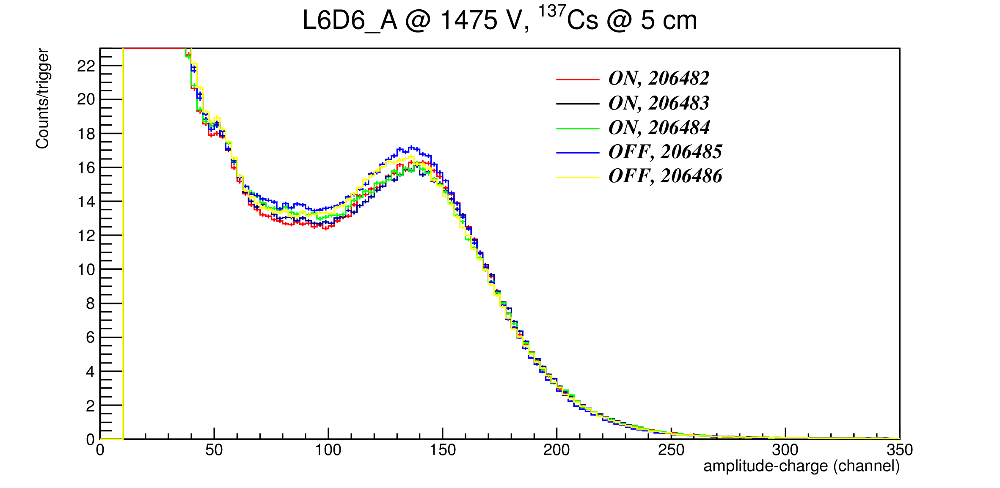 L6D6_A @ 1475 V, ¹³⁷Cs @ 5 cm
Counts/trigger
22
20
18
16
14
12
10
8
6
4
2
0
ON, 206482
ON, 206483
ON, 206484
OFF, 206485
OFF, 206486
0 50 100 150 200 250 300 350
amplitude-charge (channel)